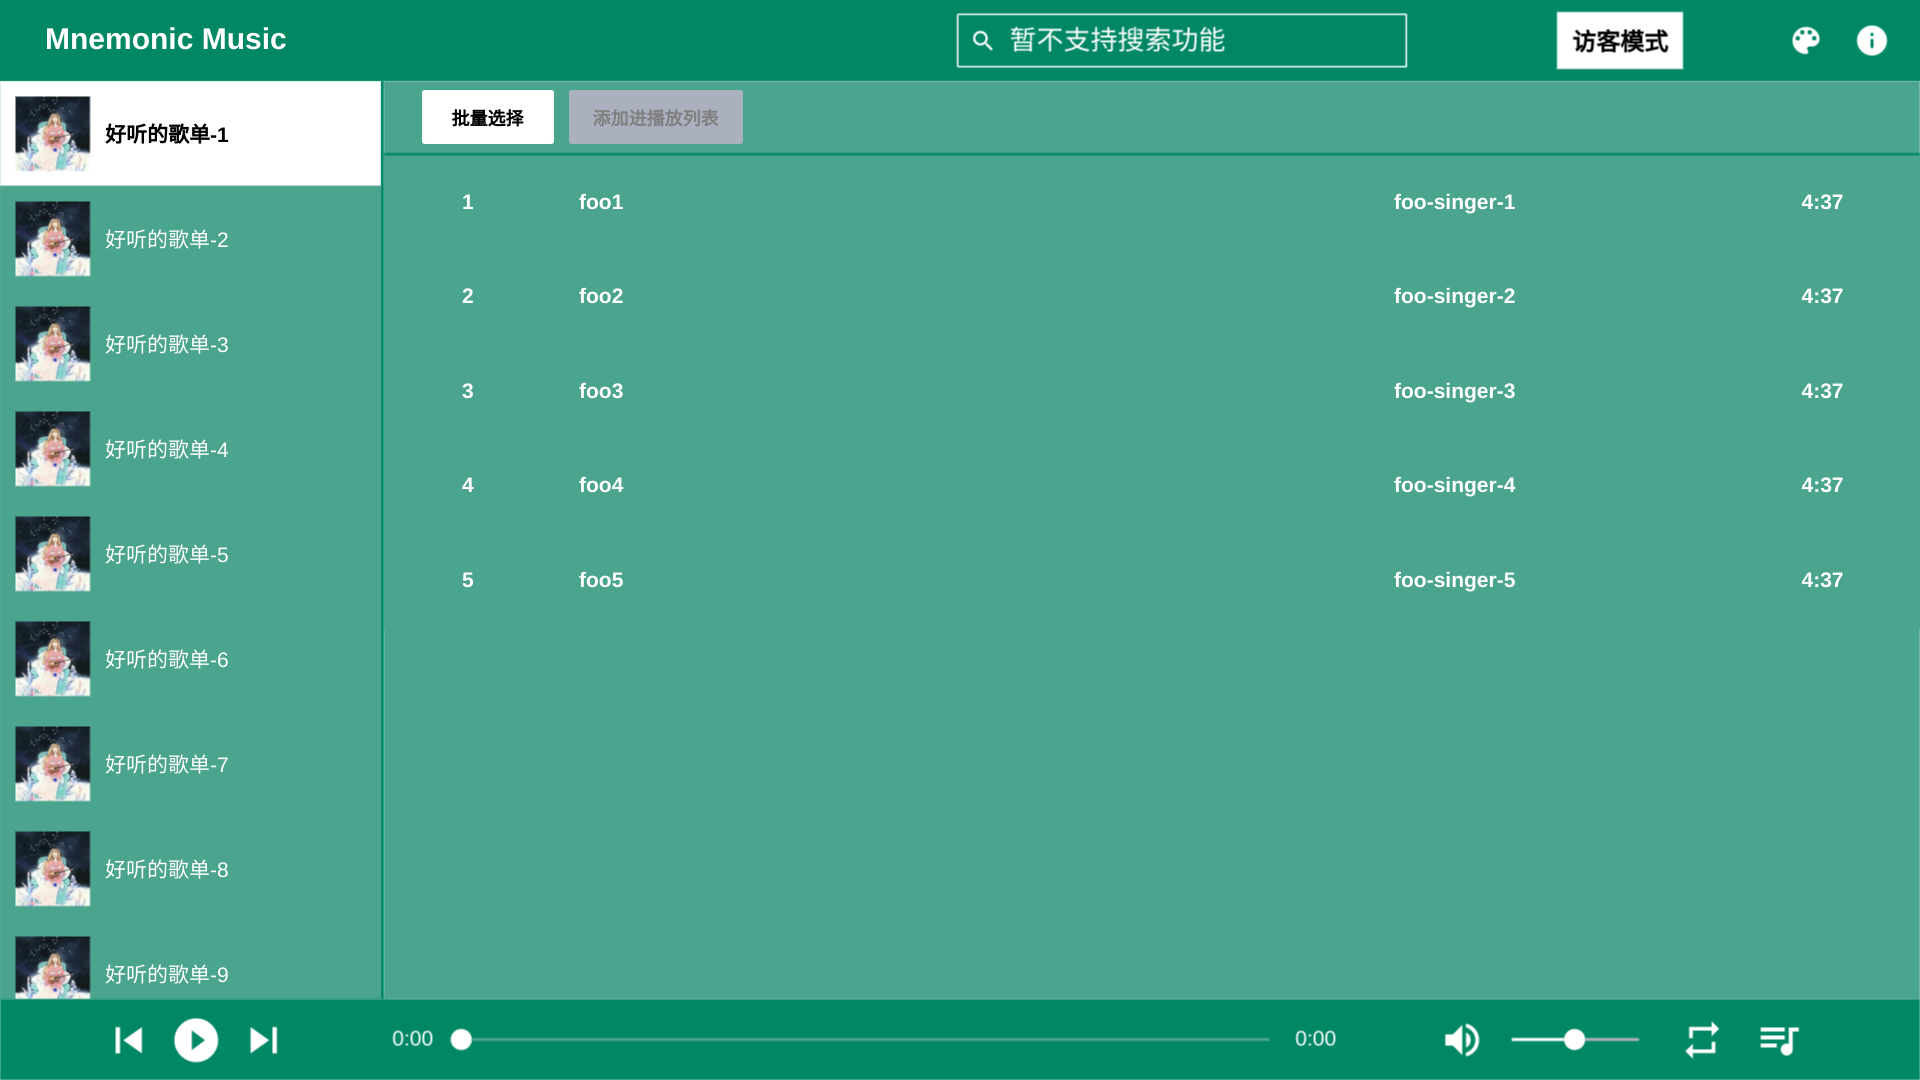 Mnemonic Music
暂不支持搜索功能
访客模式
好听的歌单-1
好听的歌单-2
好听的歌单-3
好听的歌单-4
好听的歌单-5
好听的歌单-6
好听的歌单-7
好听的歌单-8
好听的歌单-9
批量选择 添加进播放列表
1 foo1 foo-singer-1 4:37
2 foo2 foo-singer-2 4:37
3 foo3 foo-singer-3 4:37
4 foo4 foo-singer-4 4:37
5 foo5 foo-singer-5 4:37
0:00 0:00